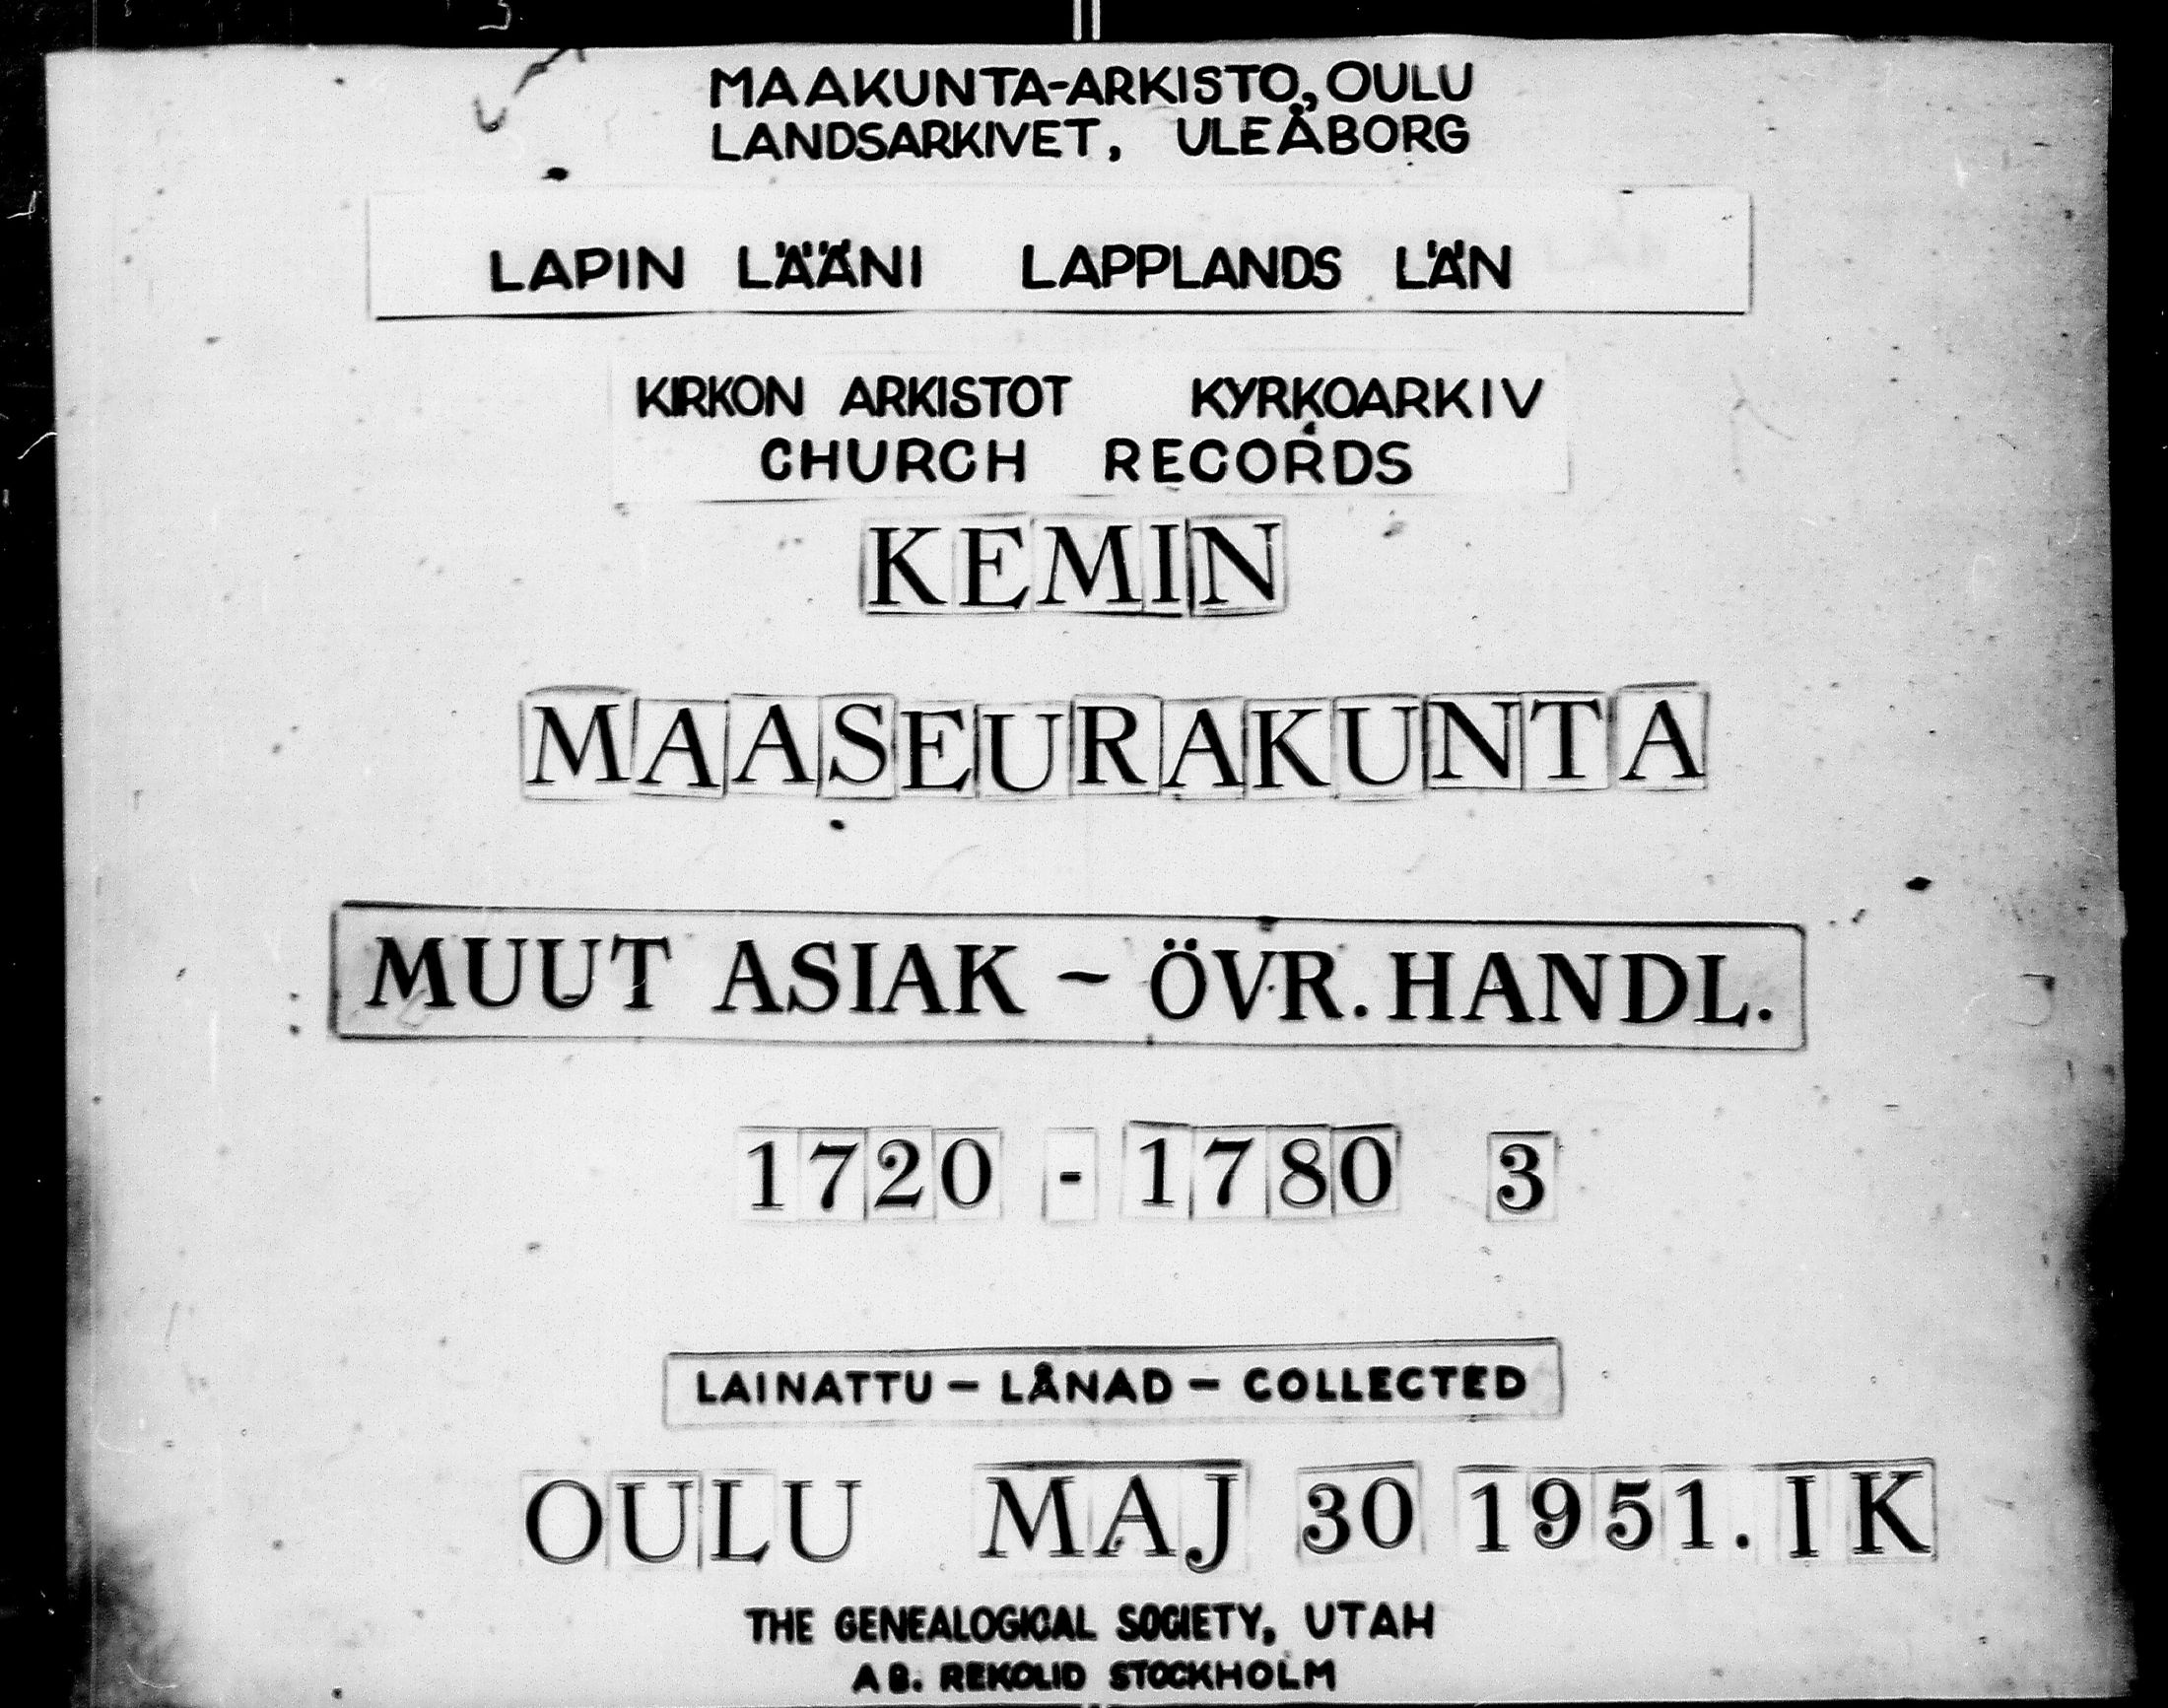 MAAKUNTA-ARKISTO, OULU
LANDSARKIVET, ULEÅBORG
LAPIN LÄÄNI LAPPLANDS LÄN
KIRKON ARKISTOT KYRKOARKIV
CHURCH RECORDS
KEMIN
MAASEURAKUNTA
MUUT ASIAK - ÖVR. HANDL.
1720 - 1780 3
LAINATTU - LÅNAD - COLLECTED
OULU MAJ 30 1951. IK
THE GENEALOGICAL SOCIETY, UTAH
AB. REKOLID STOCKHOLM